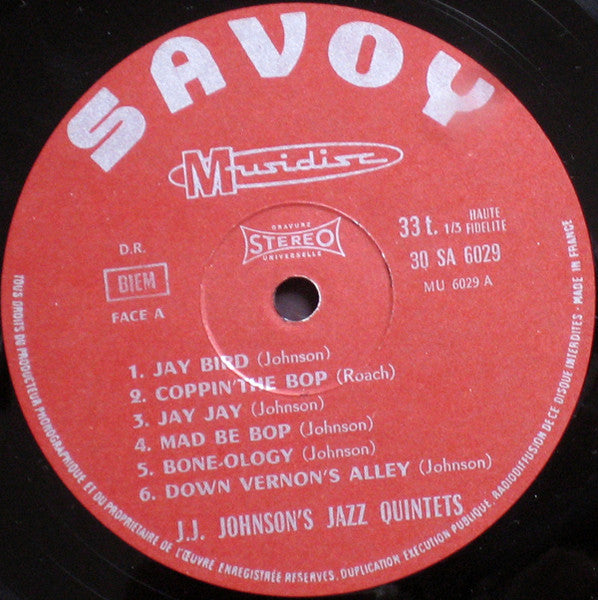 SAVOY
Musidisc
GRAVURE
STEREO
UNIVERSELLE
D.R.
BIEM
FACE A
33 t. 1/3 HAUTE FIDELITE
30 SA 6029
MU 6029 A
1. JAY BIRD (Johnson)
2. COPPIN'THE BOP (Roach)
3. JAY JAY (Johnson)
4. MAD BE BOP (Johnson)
5. BONE-OLOGY (Johnson)
6. DOWN VERNON'S ALLEY (Johnson)
J.J. JOHNSON'S JAZZ QUINTETS
TOUS DROITS DU PRODUCTEUR PHONOGRAPHIQUE ET DU PROPRIETAIRE DE L'ŒUVRE ENREGISTRÉE RESERVES. DUPLICATION EXECUTION PUBLIQUE. RADIODIFFUSION DE CE DISQUE INTERDITES - MADE IN FRANCE